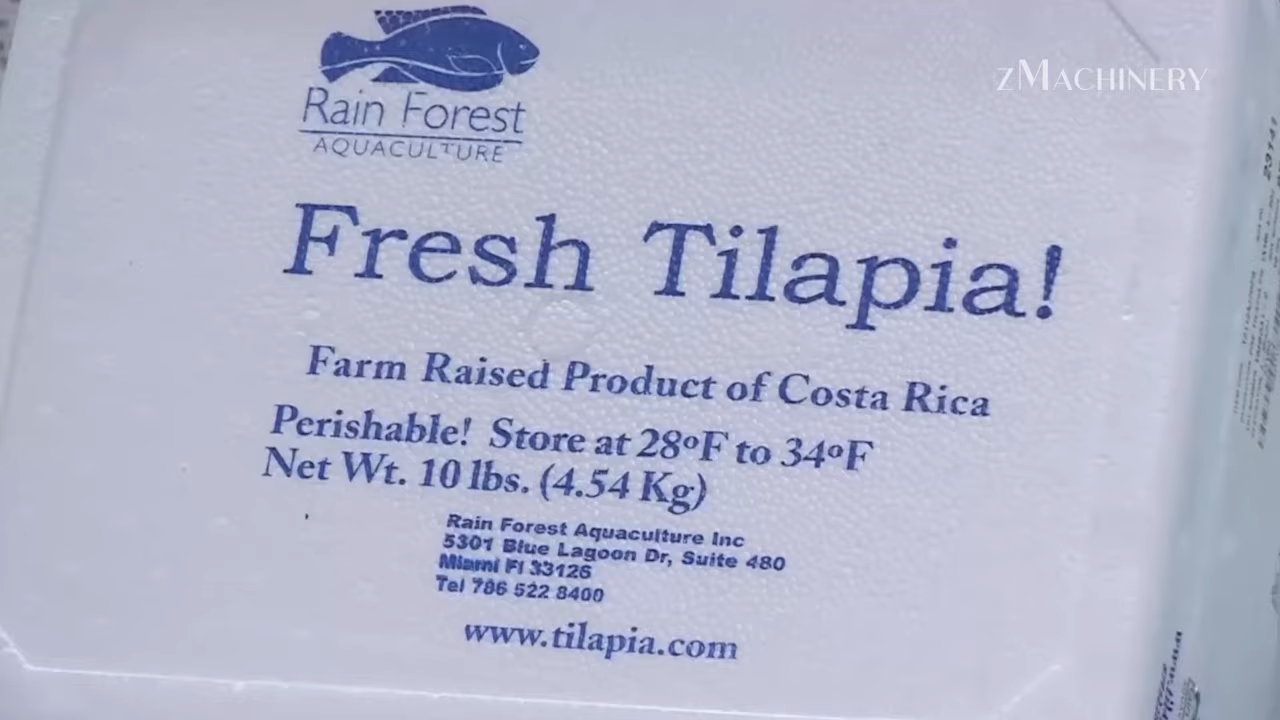 zMachinery
Rain Forest
AQUACULTURE
Fresh Tilapia!
Farm Raised Product of Costa Rica
Perishable! Store at 28ºF to 34ºF
Net Wt. 10 lbs. (4.54 Kg)
Rain Forest Aquaculture Inc
5301 Blue Lagoon Dr, Suite 480
Miami Fl 33126
Tel 786 522 8400
www.tilapia.com